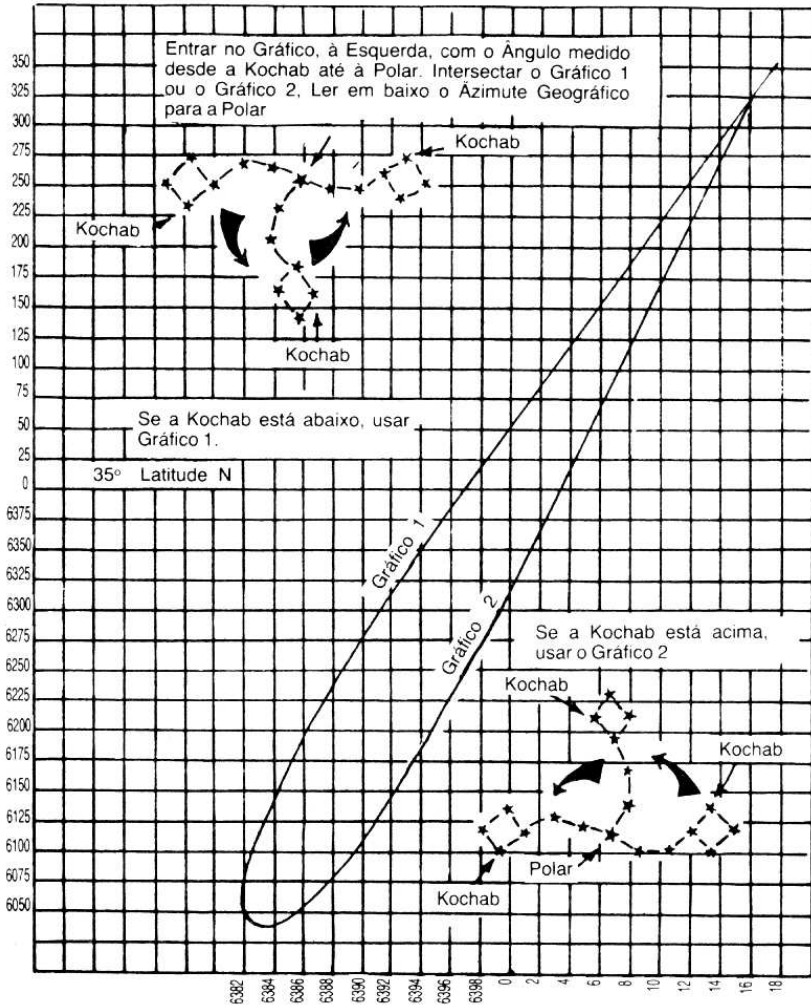 Entrar no Gráfico, à Esquerda, com o Ângulo medido
desde a Kochab até à Polar. Intersectar o Gráfico 1
ou o Gráfico 2, Ler em baixo o Äzimute Geográfico
para a Polar
Kochab
Kochab
Kochab
Se a Kochab está abaixo, usar
Gráfico 1.
35º Latitude N
Gráfico 1
Gráfico 2
Se a Kochab está acima,
usar o Gráfico 2
Kochab
Kochab
Polar
Kochab
350
325
300
275
250
225
200
175
150
125
100
75
50
25
0
6375
6350
6325
6300
6275
6250
6225
6200
6175
6150
6125
6100
6075
6050
6382
6384
6386
6388
6390
6392
6394
6396
6398
0
2
4
6
8
10
12
14
16
18